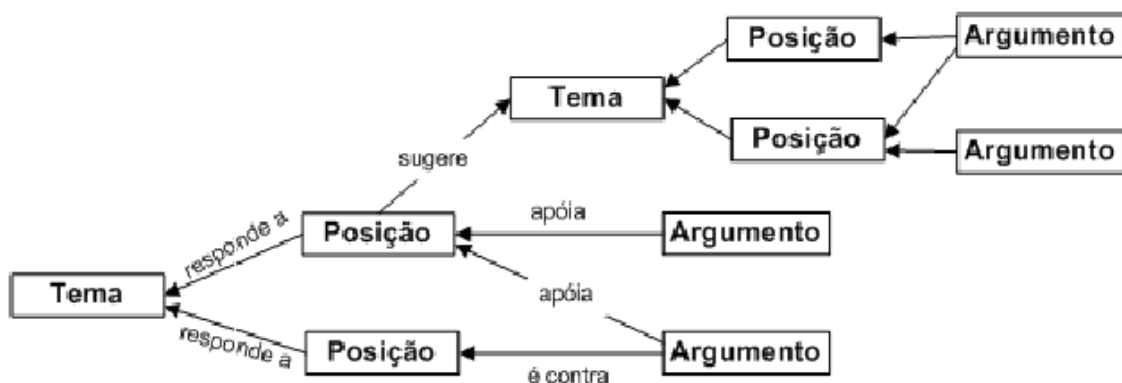 Posição
Argumento
Tema
Posição
Argumento
sugere
Posição
apóia
Argumento
responde a
Tema
apóia
responde a
Posição
é contra
Argumento